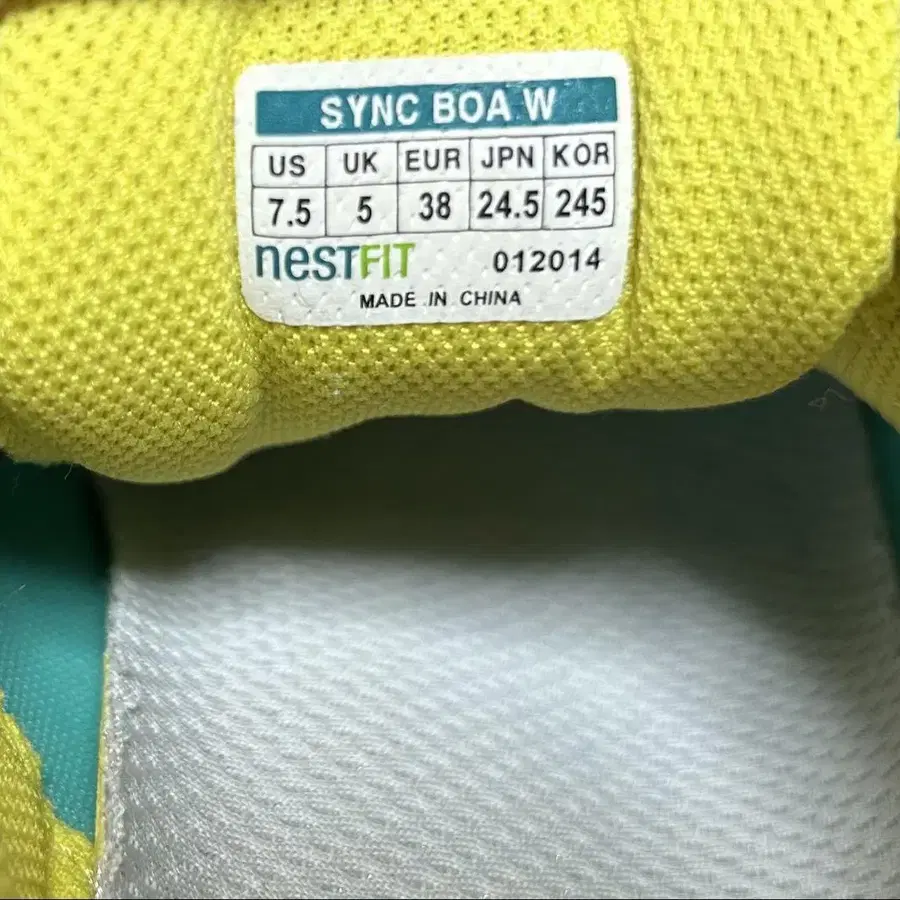 SYNC BOA W
US UK EUR JPN KOR
7.5 5 38 24.5 245
nesTFIT 012014
MADE IN CHINA